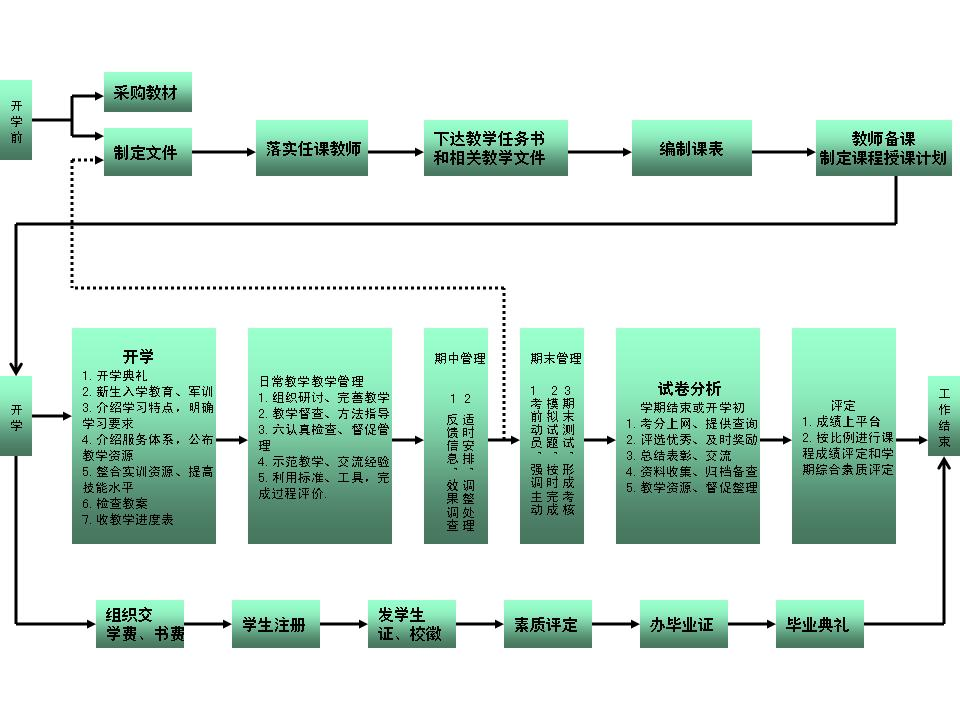 开学前
采购教材
制定文件
落实任课教师
下达教学任务书
和相关教学文件
编制课表
教师备课
制定课程授课计划
开学
开学
1. 开学典礼
2. 新生入学教育、军训
3. 介绍学习特点，明确
学习要求
4. 介绍服务体系，公布
教学资源
5. 整合实训资源、提高
技能水平
6. 检查教案
7. 收教学进度表
日常教学教学管理
1. 组织研讨、完善教学
2. 教学督查、方法指导
3. 六认真检查、督促管
理
4. 示范教学、交流经验
5. 利用标准、工具，完
成过程评价.
期中管理
1 反馈信息，效果调查
2 适时安排，调整处理
期末管理
1 考前动员，强调主动
2 模拟试题，按时完成
3 期末测试，形成考核
试卷分析
学期结束或开学初
1. 考分上网、提供查询
2. 评选优秀、及时奖励
3. 总结表彰、交流
4. 资料收集、归档备查
5. 教学资源、督促整理
评定
1. 成绩上平台
2. 按比例进行课
程成绩评定和学
期综合素质评定
工作结束
组织交
学费、书费
学生注册
发学生
证、校徽
素质评定
办毕业证
毕业典礼